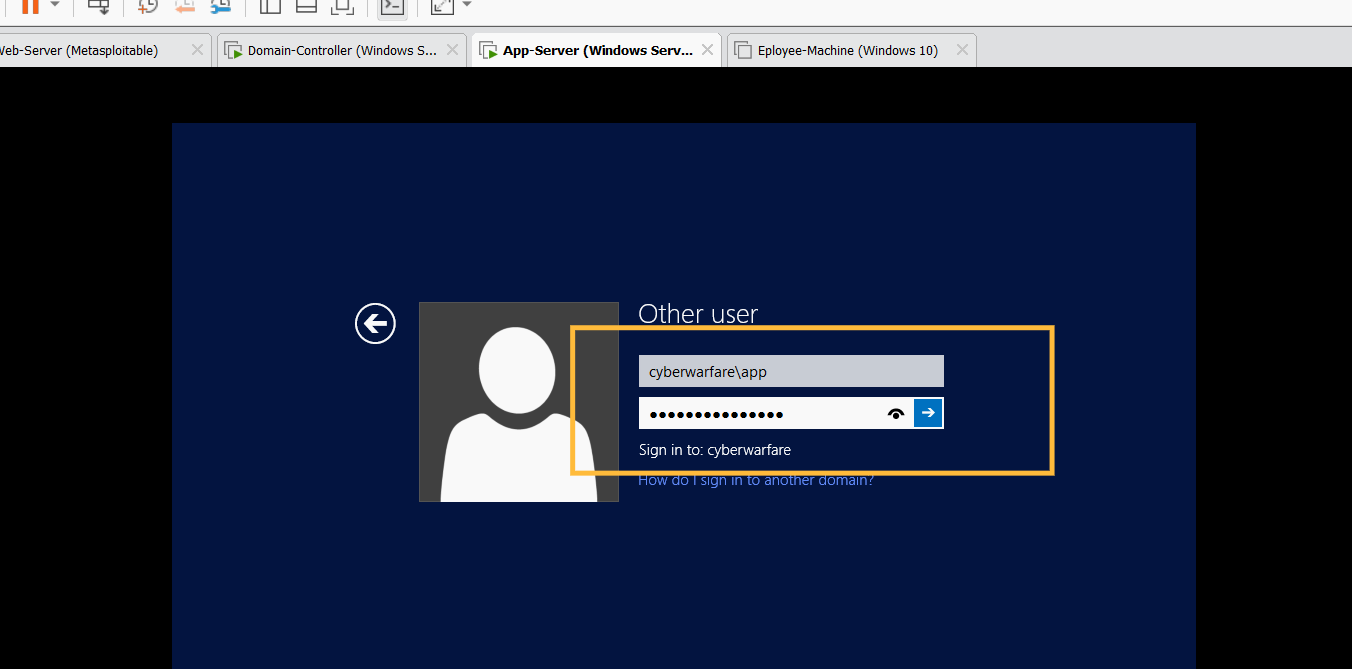 Web-Server (Metasploitable)
Domain-Controller (Windows S...
App-Server (Windows Serv...
Eployee-Machine (Windows 10)
Other user
cyberwarfare\app
•••••••••••••••
Sign in to: cyberwarfare
How do I sign in to another domain?